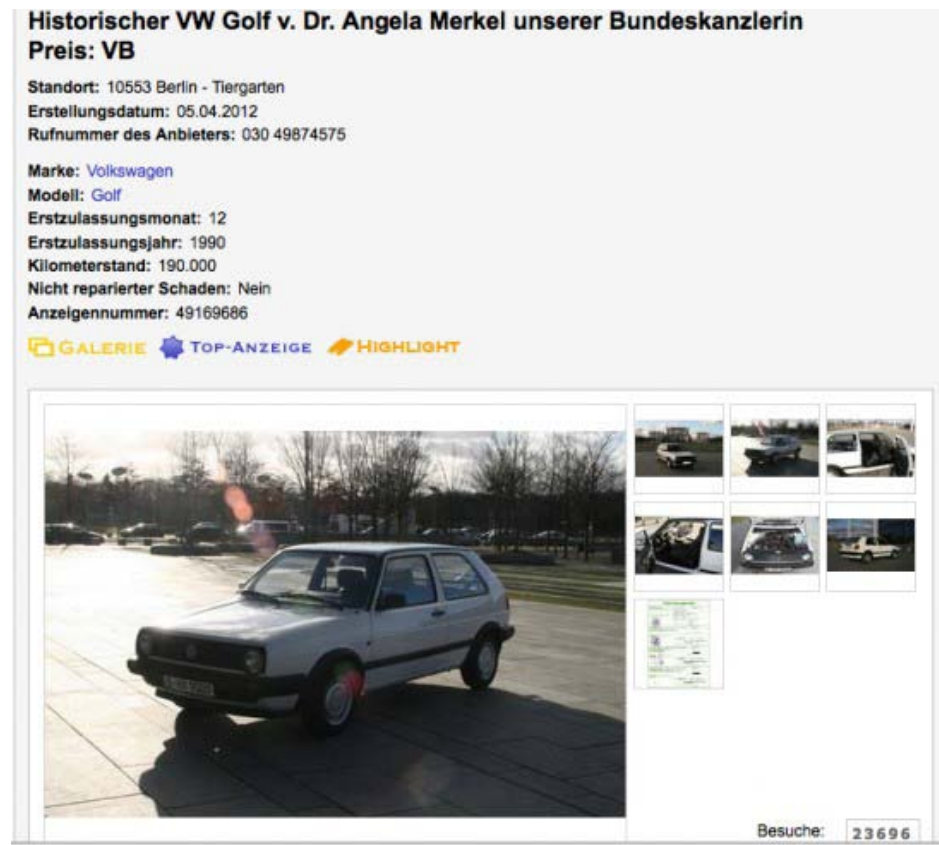 Historischer VW Golf v. Dr. Angela Merkel unserer Bundeskanzlerin
Preis: VB
Standort: 10553 Berlin - Tiergarten
Erstellungsdatum: 05.04.2012
Rufnummer des Anbieters: 030 49874575
Marke: Volkswagen
Modell: Golf
Erstzulassungsmonat: 12
Erstzulassungsjahr: 1990
Kilometerstand: 190.000
Nicht reparierter Schaden: Nein
Anzeigennummer: 49169686
GALERIE TOP-ANZEIGE HIGHLIGHT
Besuche: 23696